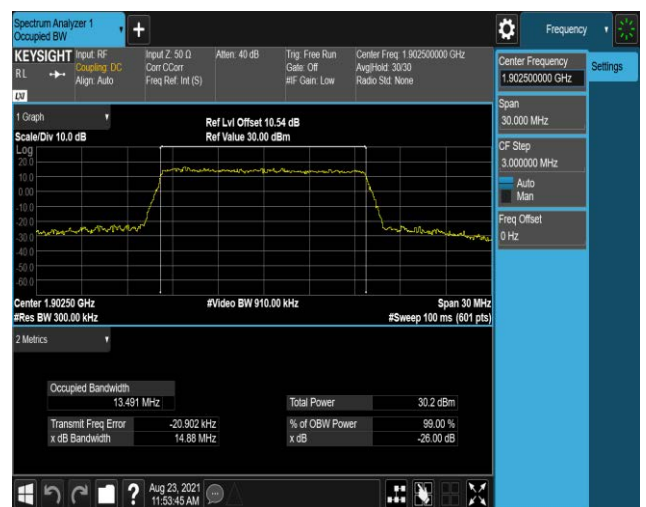 Spectrum Analyzer 1
Occupied BW
+
Frequency
KEYSIGHT
RL
LXI
Input: RF
Coupling: DC
Align: Auto
Input Z: 50 Ω
Corr CCorr
Freq Ref: Int (S)
Atten: 40 dB
Trig: Free Run
Gate: Off
#IF Gain: Low
Center Freq: 1.902500000 GHz
Avg|Hold: 30/30
Radio Std: None
1 Graph
Scale/Div 10.0 dB
Ref Lvl Offset 10.54 dB
Ref Value 30.00 dBm
Log
20.0
10.0
0.00
-10.0
-20.0
-30.0
-40.0
-50.0
-60.0
Center 1.90250 GHz
#Res BW 300.00 kHz
#Video BW 910.00 kHz
Span 30 MHz
#Sweep 100 ms (601 pts)
2 Metrics
Occupied Bandwidth
13.491 MHz
Transmit Freq Error -20.902 kHz
x dB Bandwidth 14.88 MHz
Total Power 30.2 dBm
% of OBW Power 99.00 %
x dB -26.00 dB
?
Aug 23, 2021
11:53:45 AM
Center Frequency
1.902500000 GHz
Settings
Span
30.000 MHz
CF Step
3.000000 MHz
Auto
Man
Freq Offset
0 Hz